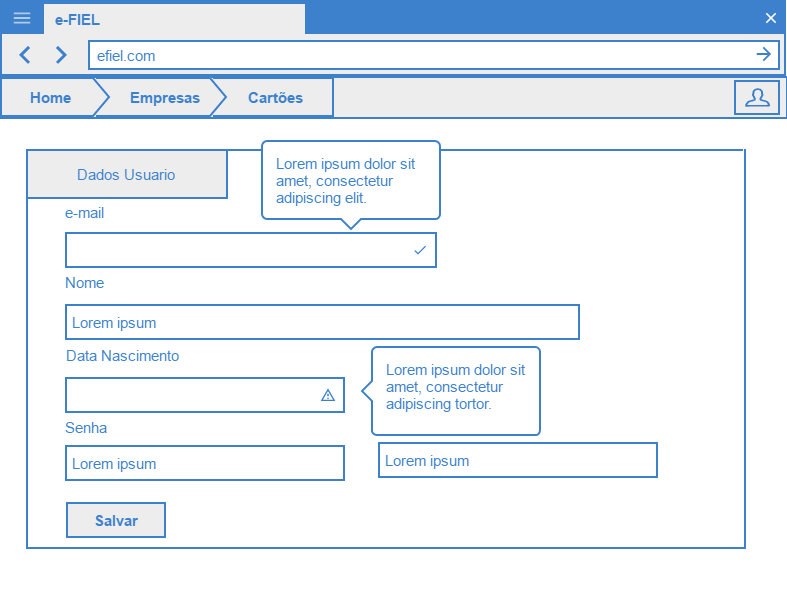 e-FIEL
efiel.com
Home
Empresas
Cartões
Dados Usuario
Lorem ipsum dolor sit
amet, consectetur
adipiscing elit.
e-mail
Nome
Lorem ipsum
Data Nascimento
Lorem ipsum dolor sit
amet, consectetur
adipiscing tortor.
Senha
Lorem ipsum
Lorem ipsum
Salvar